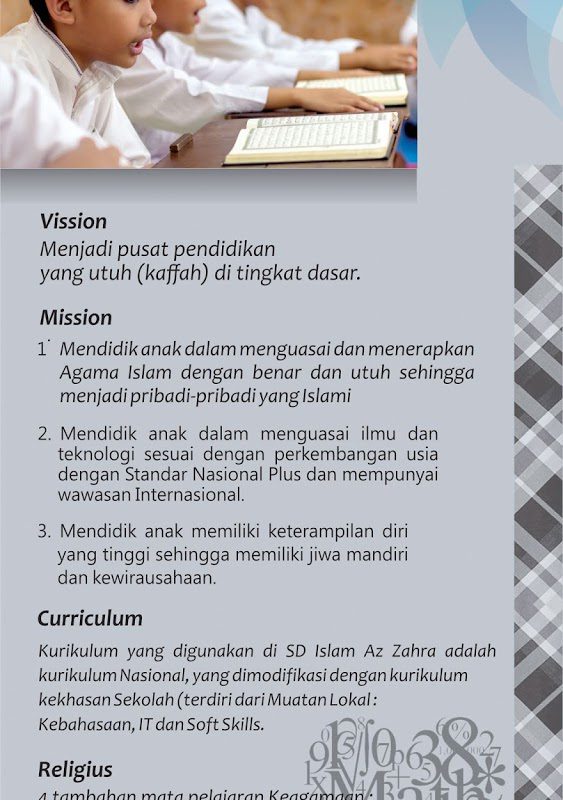 Vission
Menjadi pusat pendidikan
yang utuh (kaffah) di tingkat dasar.
Mission
1. Mendidik anak dalam menguasai dan menerapkan
Agama Islam dengan benar dan utuh sehingga
menjadi pribadi-pribadi yang Islami
2. Mendidik anak dalam menguasai ilmu dan
teknologi sesuai dengan perkembangan usia
dengan Standar Nasional Plus dan mempunyai
wawasan Internasional.
3. Mendidik anak memiliki keterampilan diri
yang tinggi sehingga memiliki jiwa mandiri
dan kewirausahaan.
Curriculum
Kurikulum yang digunakan di SD Islam Az Zahra adalah
kurikulum Nasional, yang dimodifikasi dengan kurikulum
kekhasan Sekolah (terdiri dari Muatan Lokal :
Kebahasaan, IT dan Soft Skills.
Religius
4 tambahan mata pelajaran Keagamaan :
Math